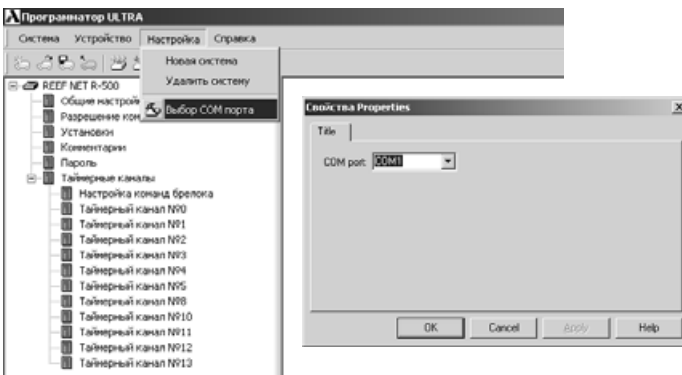 Программатор ULTRA
Система Устройство Настройка Справка
Новая система
Удалить систему
Выбор COM порта
REEF NET R-500
Общие настрой
Разрешение ком
Установки
Комментарии
Пароль
Таймерные каналы
Настройка команд брелока
Таймерный канал №0
Таймерный канал №1
Таймерный канал №2
Таймерный канал №3
Таймерный канал №4
Таймерный канал №5
Таймерный канал №8
Таймерный канал №10
Таймерный канал №11
Таймерный канал №12
Таймерный канал №13
Свойства Properties
Title
COM port COM1
OK Cancel Apply Help